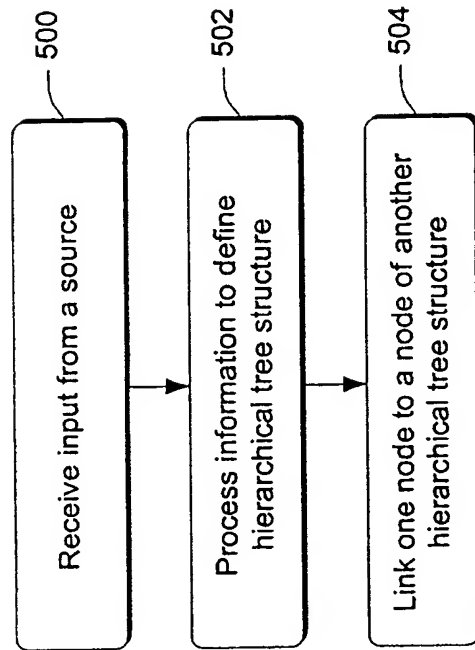 Receive input from a source
500
Process information to define
hierarchical tree structure
502
Link one node to a node of another
hierarchical tree structure
504